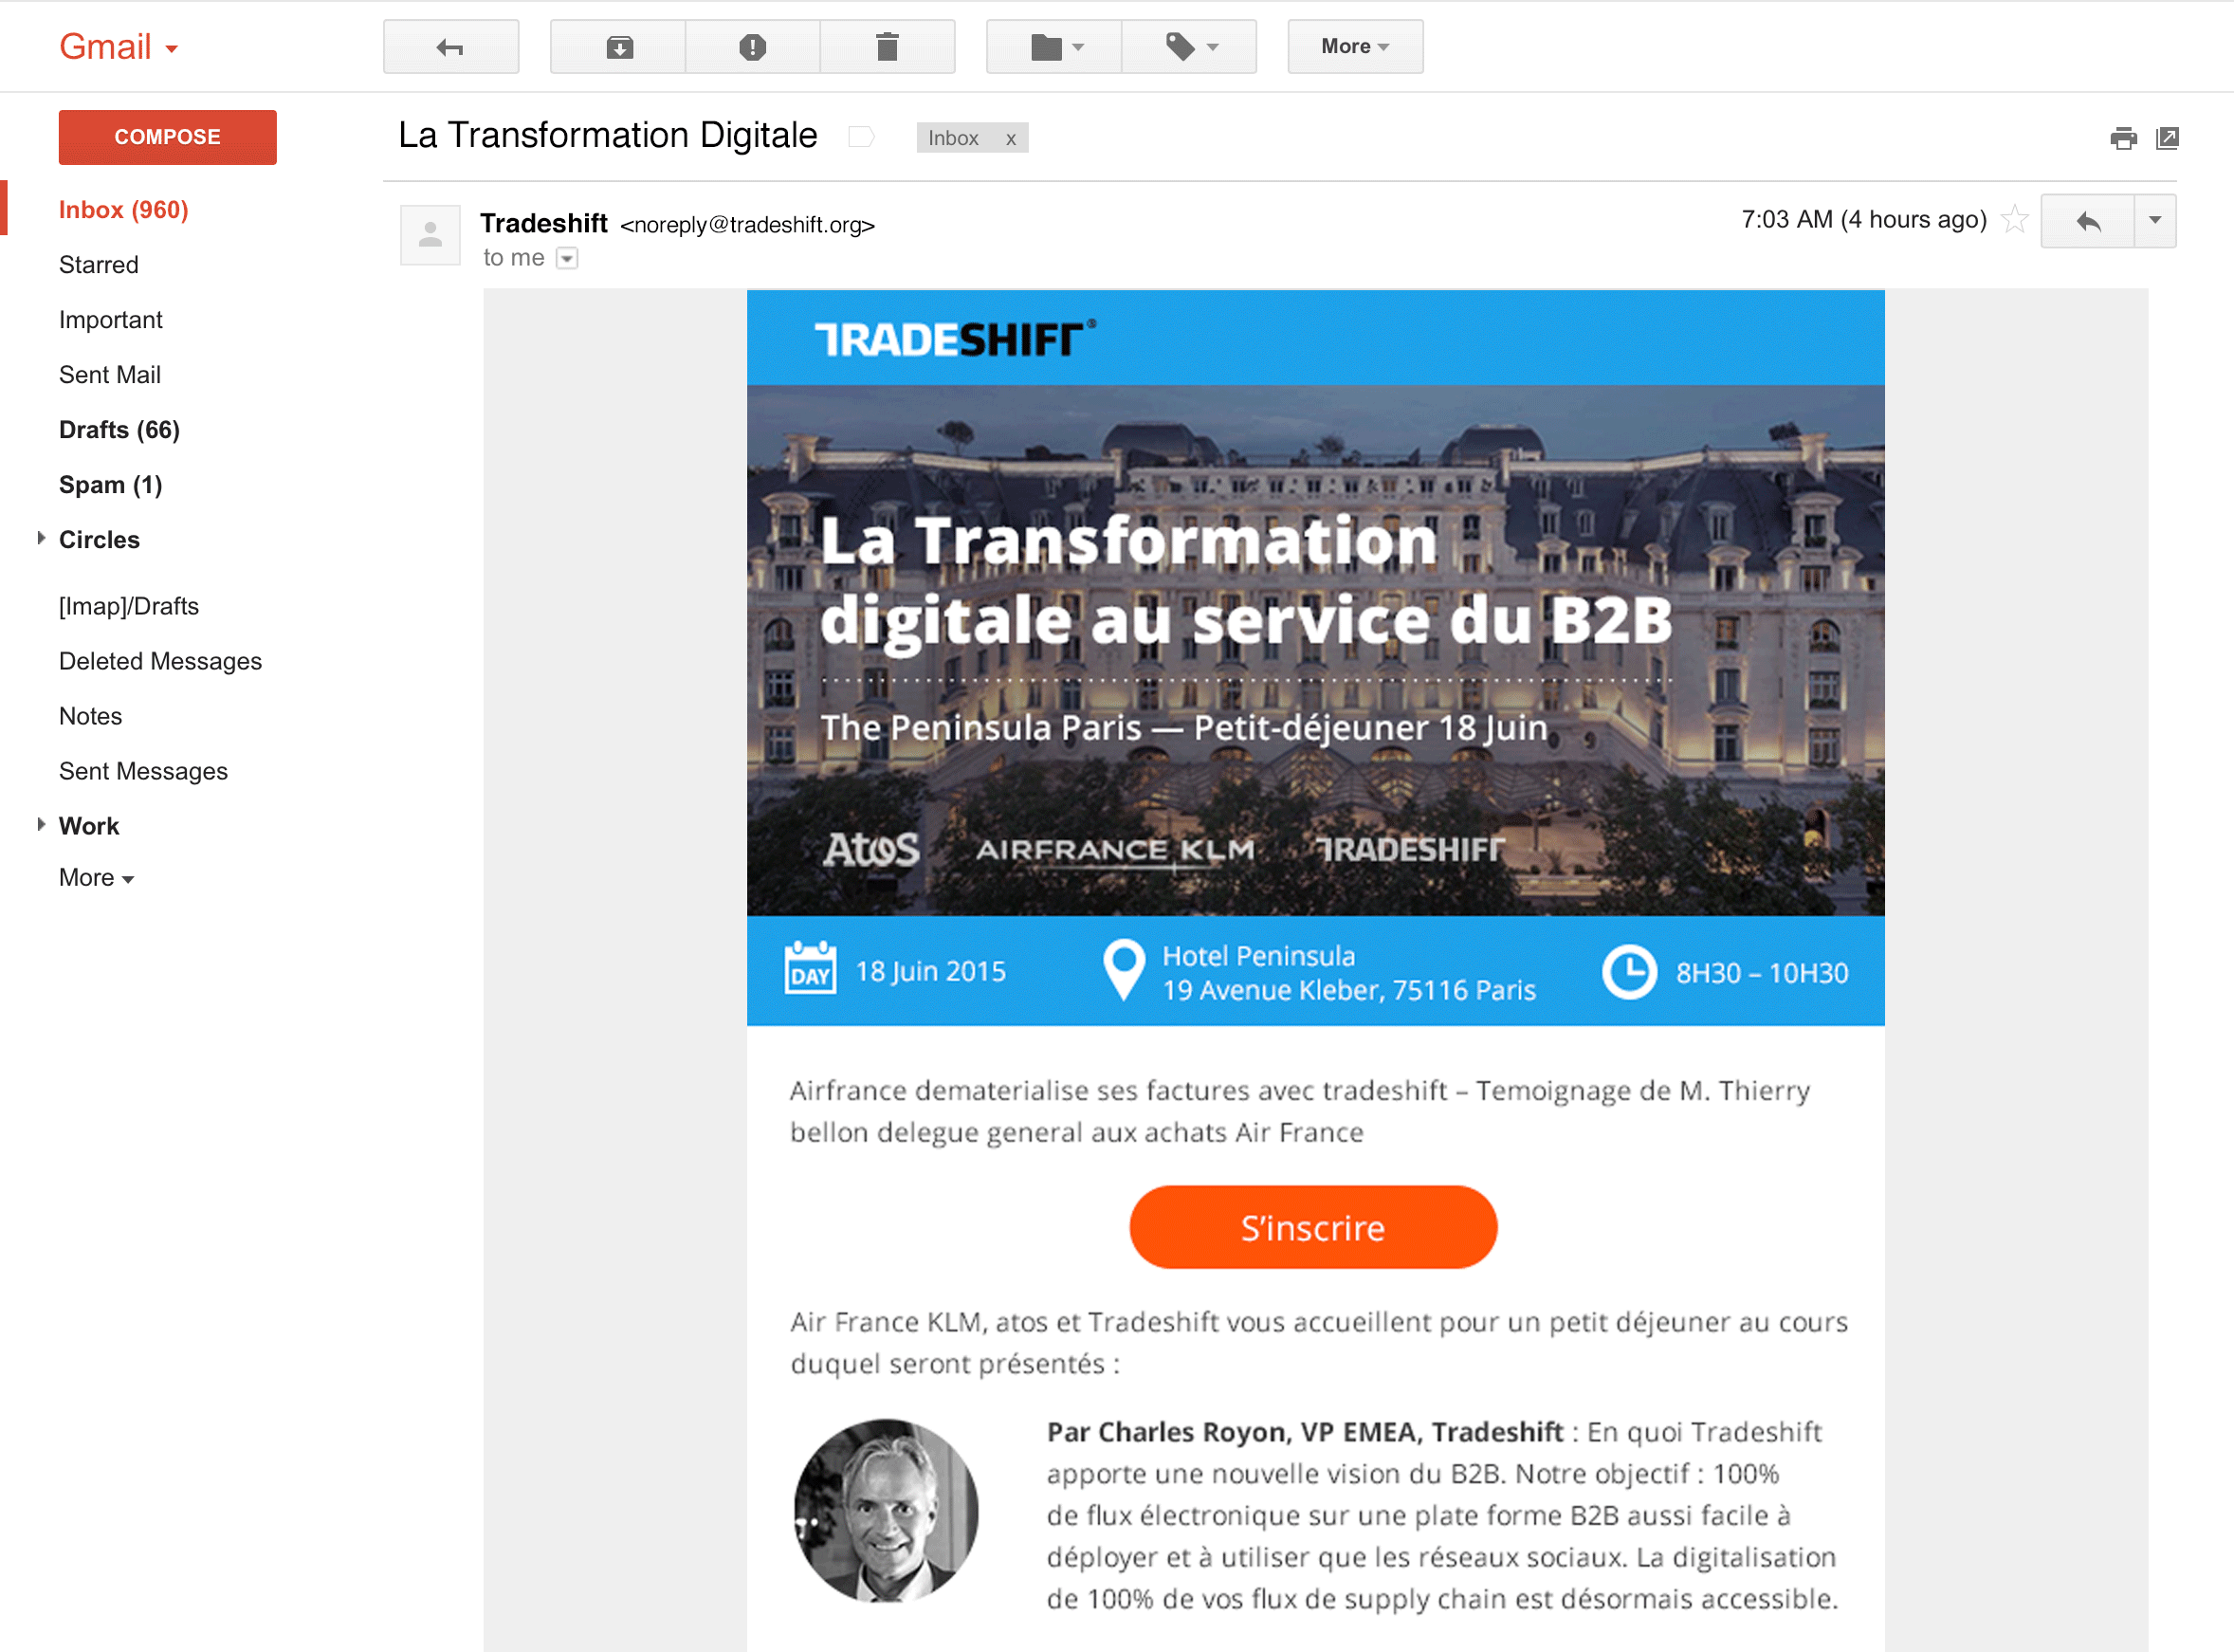 Gmail
More
COMPOSE
La Transformation Digitale
Inbox x
Inbox (960)
Starred
Important
Sent Mail
Drafts (66)
Spam (1)
Circles
[Imap]/Drafts
Deleted Messages
Notes
Sent Messages
Work
More
Tradeshift <noreply@tradeshift.org>
7:03 AM (4 hours ago)
to me
TRADESHIFT®
La Transformation
digitale au service du B2B
The Peninsula Paris — Petit-déjeuner 18 Juin
Atos AIRFRANCE KLM TRADESHIFT
DAY 18 Juin 2015
Hotel Peninsula
19 Avenue Kleber, 75116 Paris
8H30 – 10H30
Airfrance dematerialise ses factures avec tradeshift – Temoignage de M. Thierry
bellon delegue general aux achats Air France
S’inscrire
Air France KLM, atos et Tradeshift vous accueillent pour un petit déjeuner au cours
duquel seront présentés :
Par Charles Royon, VP EMEA, Tradeshift : En quoi Tradeshift
apporte une nouvelle vision du B2B. Notre objectif : 100%
de flux électronique sur une plate forme B2B aussi facile à
déployer et à utiliser que les réseaux sociaux. La digitalisation
de 100% de vos flux de supply chain est désormais accessible.